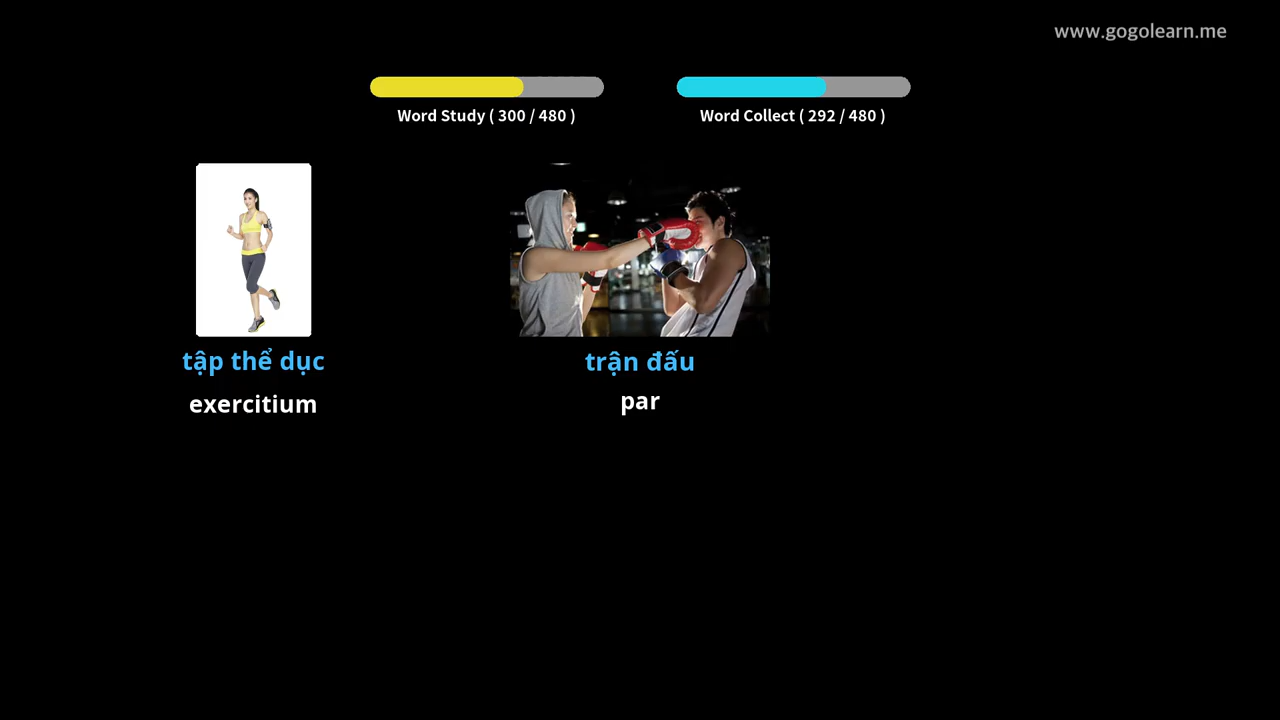 www.gogolearn.me
Word Study ( 300 / 480 )
Word Collect ( 292 / 480 )
tập thể dục
exercitium
trận đấu
par